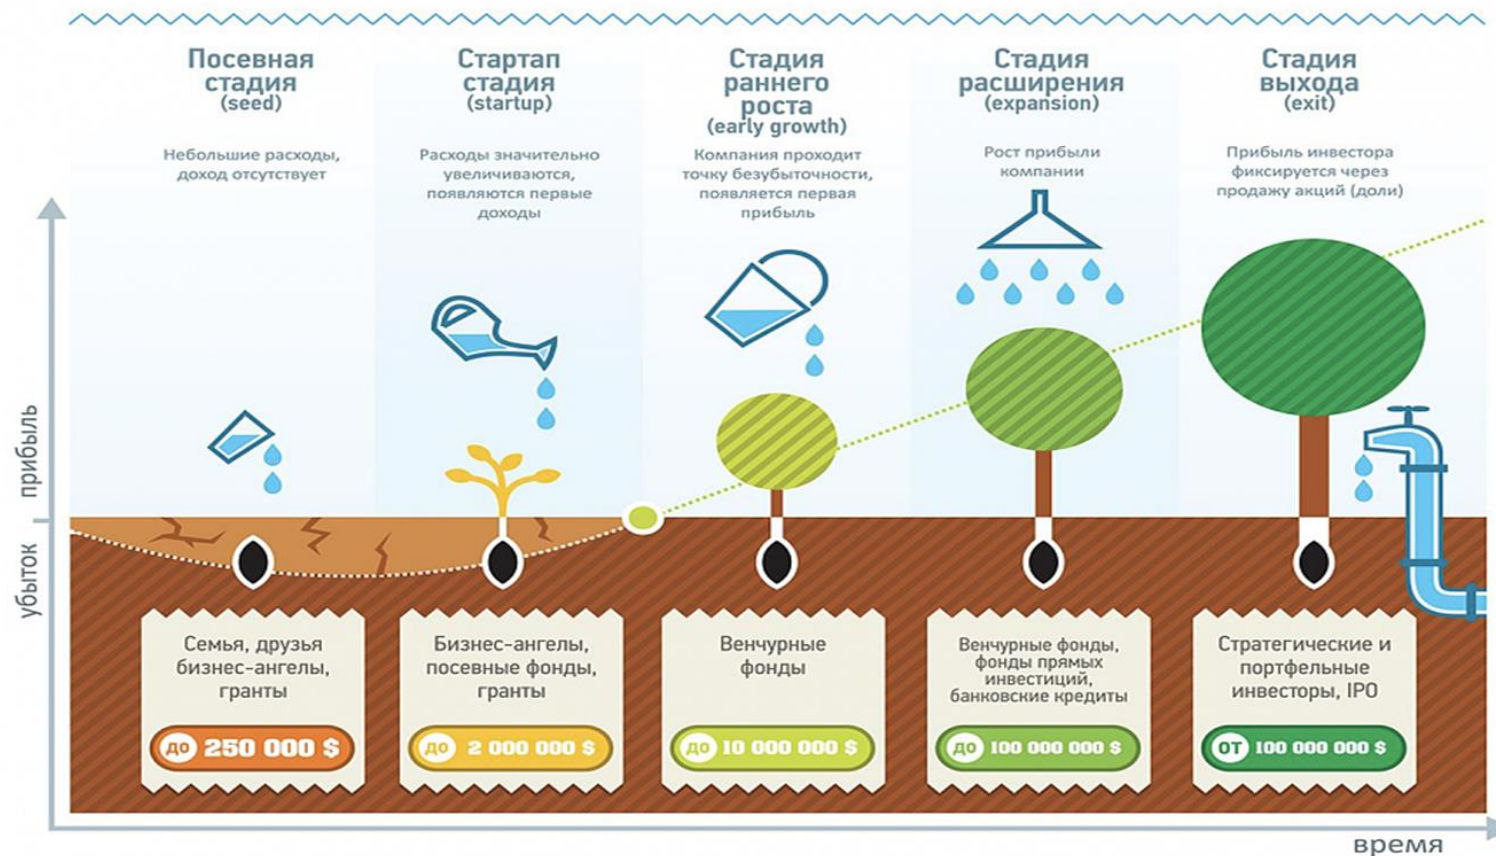 Посевная
стадия
(seed)
Небольшие расходы,
доход отсутствует
Стартап
стадия
(startup)
Расходы значительно
увеличиваются,
появляются первые
доходы
Стадия
раннего
роста
(early growth)
Компания проходит
точку безубыточности,
появляется первая
прибыль
Стадия
расширения
(expansion)
Рост прибыли
компании
Стадия
выхода
(exit)
Прибыль инвестора
фиксируется через
продажу акций (доли)
прибыль
убыток
Семья, друзья
бизнес-ангелы,
гранты
до 250 000 $
Бизнес-ангелы,
посевные фонды,
гранты
до 2 000 000 $
Венчурные
фонды
до 10 000 000 $
Венчурные фонды,
фонды прямых
инвестиций,
банковские кредиты
до 100 000 000 $
Стратегические и
портфельные
инвесторы, IPO
от 100 000 000 $
время